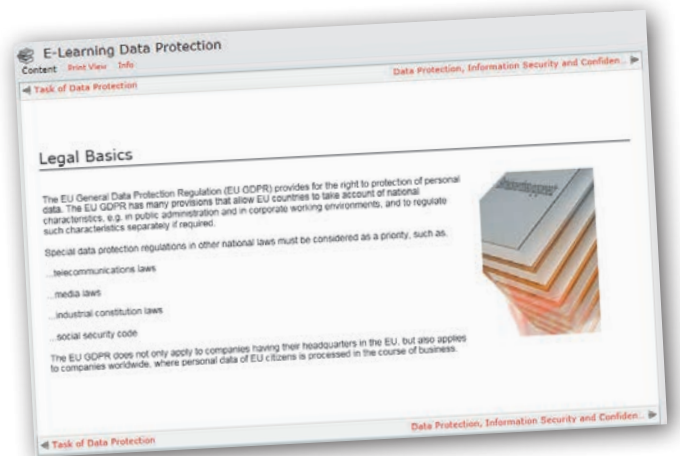 E-Learning Data Protection
Content Print View Info
Task of Data Protection
Data Protection, Information Security and Confiden...
Legal Basics
The EU General Data Protection Regulation (EU GDPR) provides for the right to protection of personal
data. The EU GDPR has many provisions that allow EU countries to take account of national
characteristics, e.g. in public administration and in corporate working environments, and to regulate
such characteristics separately if required.
Special data protection regulations in other national laws must be considered as a priority, such as.
...telecommunications laws
...media laws
...industrial constitution laws
...social security code
The EU GDPR does not only apply to companies having their headquarters in the EU, but also applies
to companies worldwide, where personal data of EU citizens is processed in the course of business.
Task of Data Protection
Data Protection, Information Security and Confiden...